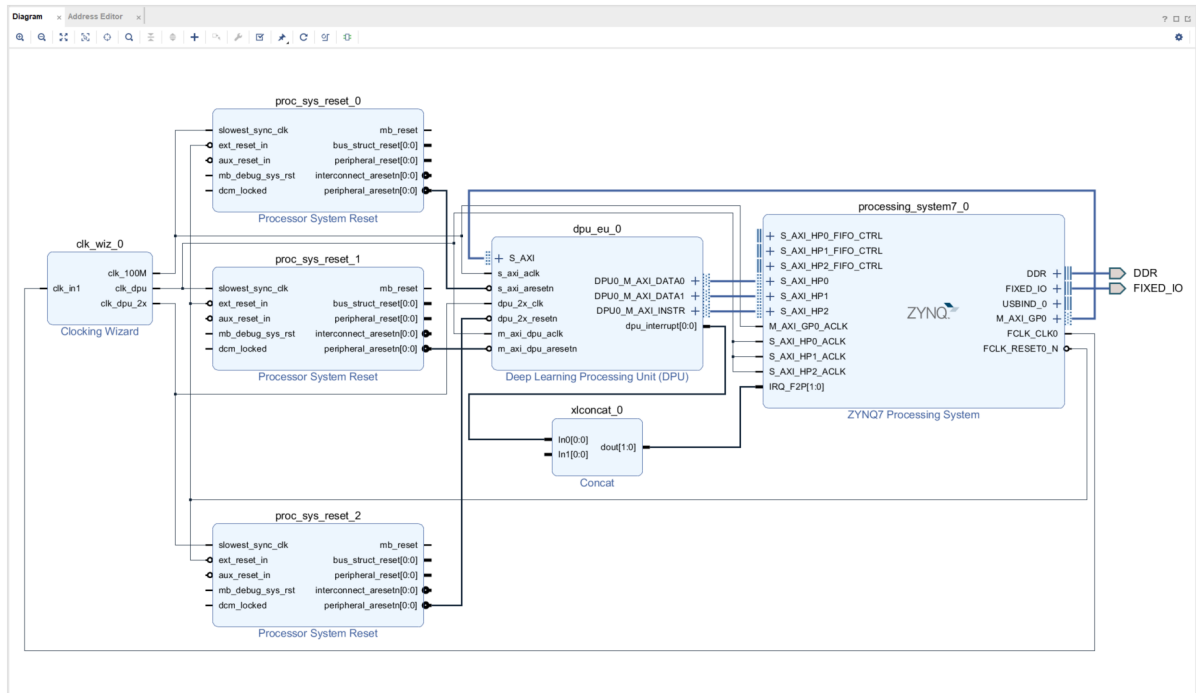 Diagram × Address Editor ×
? 
proc_sys_reset_0
slowest_sync_clk mb_reset
ext_reset_in bus_struct_reset[0:0]
aux_reset_in peripheral_reset[0:0]
mb_debug_sys_rst interconnect_aresetn[0:0]
dcm_locked peripheral_aresetn[0:0]
Processor System Reset
clk_wiz_0
clk_100M
clk_in1 clk_dpu
clk_dpu_2x
Clocking Wizard
proc_sys_reset_1
slowest_sync_clk mb_reset
ext_reset_in bus_struct_reset[0:0]
aux_reset_in peripheral_reset[0:0]
mb_debug_sys_rst interconnect_aresetn[0:0]
dcm_locked peripheral_aresetn[0:0]
Processor System Reset
dpu_eu_0
S_AXI
s_axi_aclk
s_axi_aresetn
dpu_2x_clk
dpu_2x_resetn
m_axi_dpu_aclk
m_axi_dpu_aresetn
DPU0_M_AXI_DATA0
DPU0_M_AXI_DATA1
DPU0_M_AXI_INSTR
dpu_interrupt[0:0]
Deep Learning Processing Unit (DPU)
processing_system7_0
S_AXI_HP0_FIFO_CTRL
S_AXI_HP1_FIFO_CTRL
S_AXI_HP2_FIFO_CTRL
S_AXI_HP0
S_AXI_HP1
S_AXI_HP2
M_AXI_GP0_ACLK
S_AXI_HP0_ACLK
S_AXI_HP1_ACLK
S_AXI_HP2_ACLK
IRQ_F2P[1:0]
ZYNQ
DDR
FIXED_IO
USBIND_0
M_AXI_GP0
FCLK_CLK0
FCLK_RESET0_N
ZYNQ7 Processing System
DDR
FIXED_IO
xlconcat_0
In0[0:0]
In1[0:0]
dout[1:0]
Concat
proc_sys_reset_2
slowest_sync_clk mb_reset
ext_reset_in bus_struct_reset[0:0]
aux_reset_in peripheral_reset[0:0]
mb_debug_sys_rst interconnect_aresetn[0:0]
dcm_locked peripheral_aresetn[0:0]
Processor System Reset